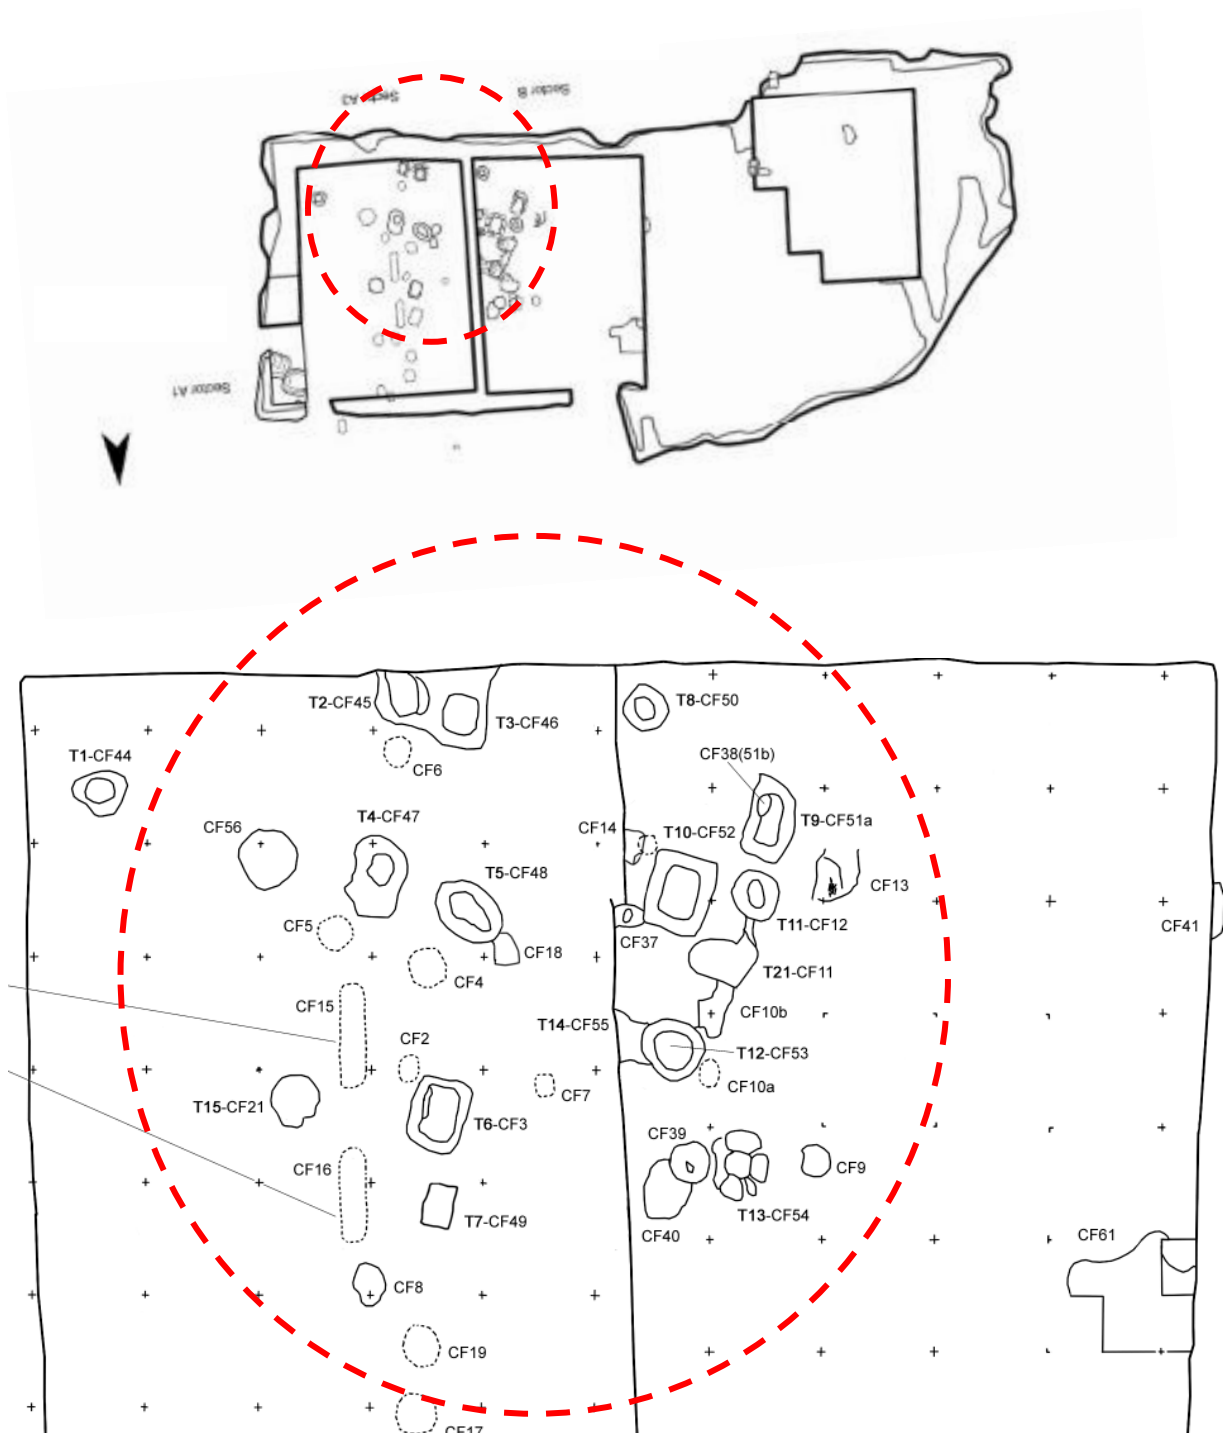 Sector A3
Sector B
Sector A1
T2-CF45
T3-CF46
T8-CF50
T1-CF44
CF6
CF38(51b)
CF56
T4-CF47
CF14
T10-CF52
T9-CF51a
T5-CF48
CF13
CF5
CF18
CF37
T11-CF12
CF41
CF4
T21-CF11
CF15
CF10b
T14-CF55
CF2
T12-CF53
CF7
CF10a
T15-CF21
T6-CF3
CF39
CF16
CF9
T7-CF49
T13-CF54
CF40
CF61
CF8
CF19
CF17